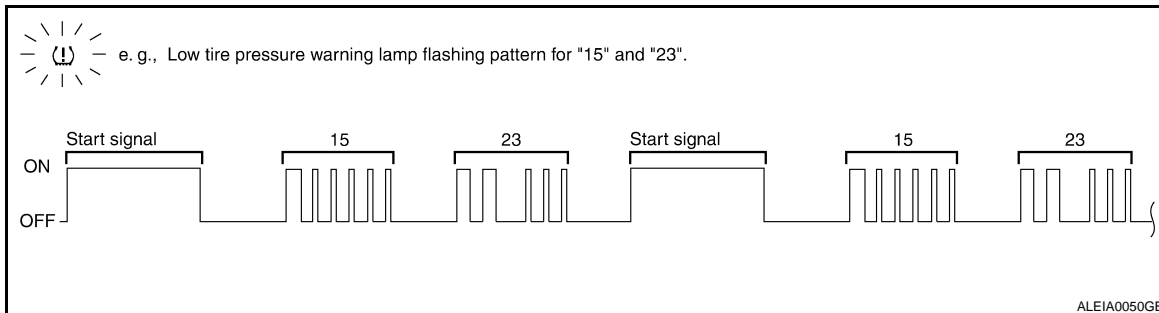 e. g., Low tire pressure warning lamp flashing pattern for "15" and "23".
Start signal 15 23 Start signal 15 23
ON
OFF
ALEIA0050GB